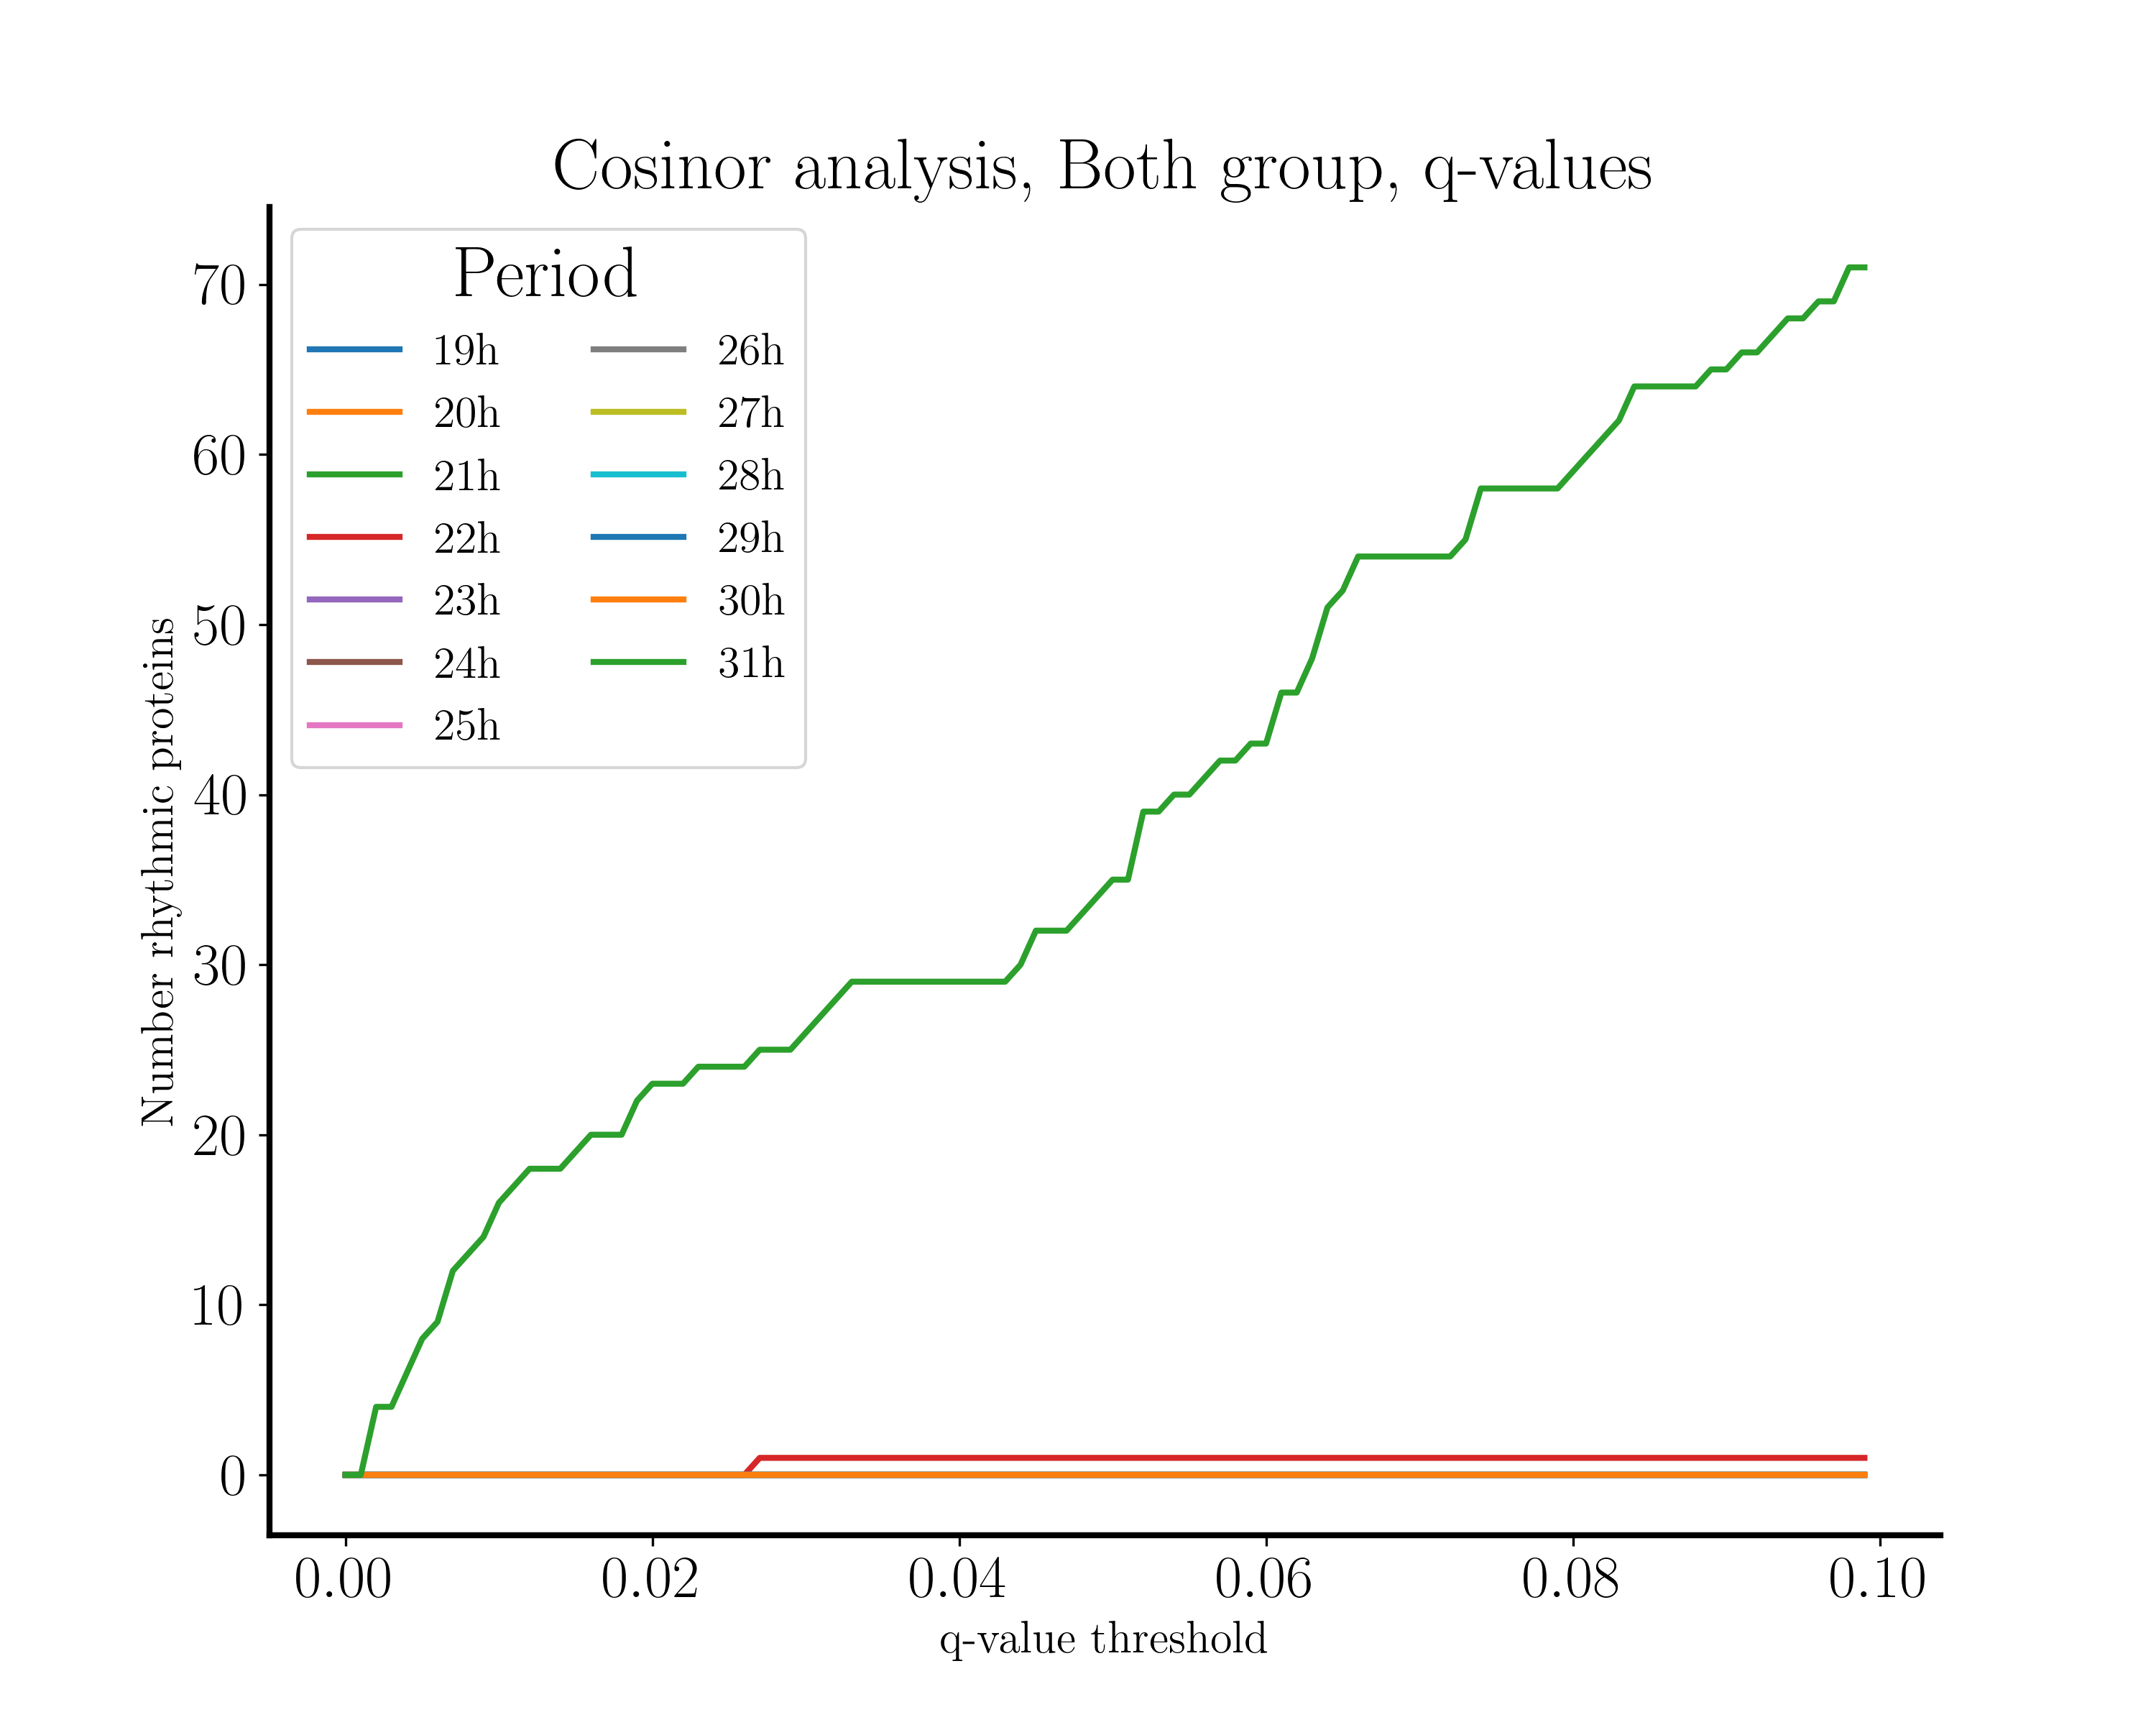 Cosinor analysis, Both group, q-values
Period
19h
20h
21h
22h
23h
24h
25h
26h
27h
28h
29h
30h
31h
Number rhythmic proteins
70
60
50
40
30
20
10
0
0.00 0.02 0.04 0.06 0.08 0.10
q-value threshold